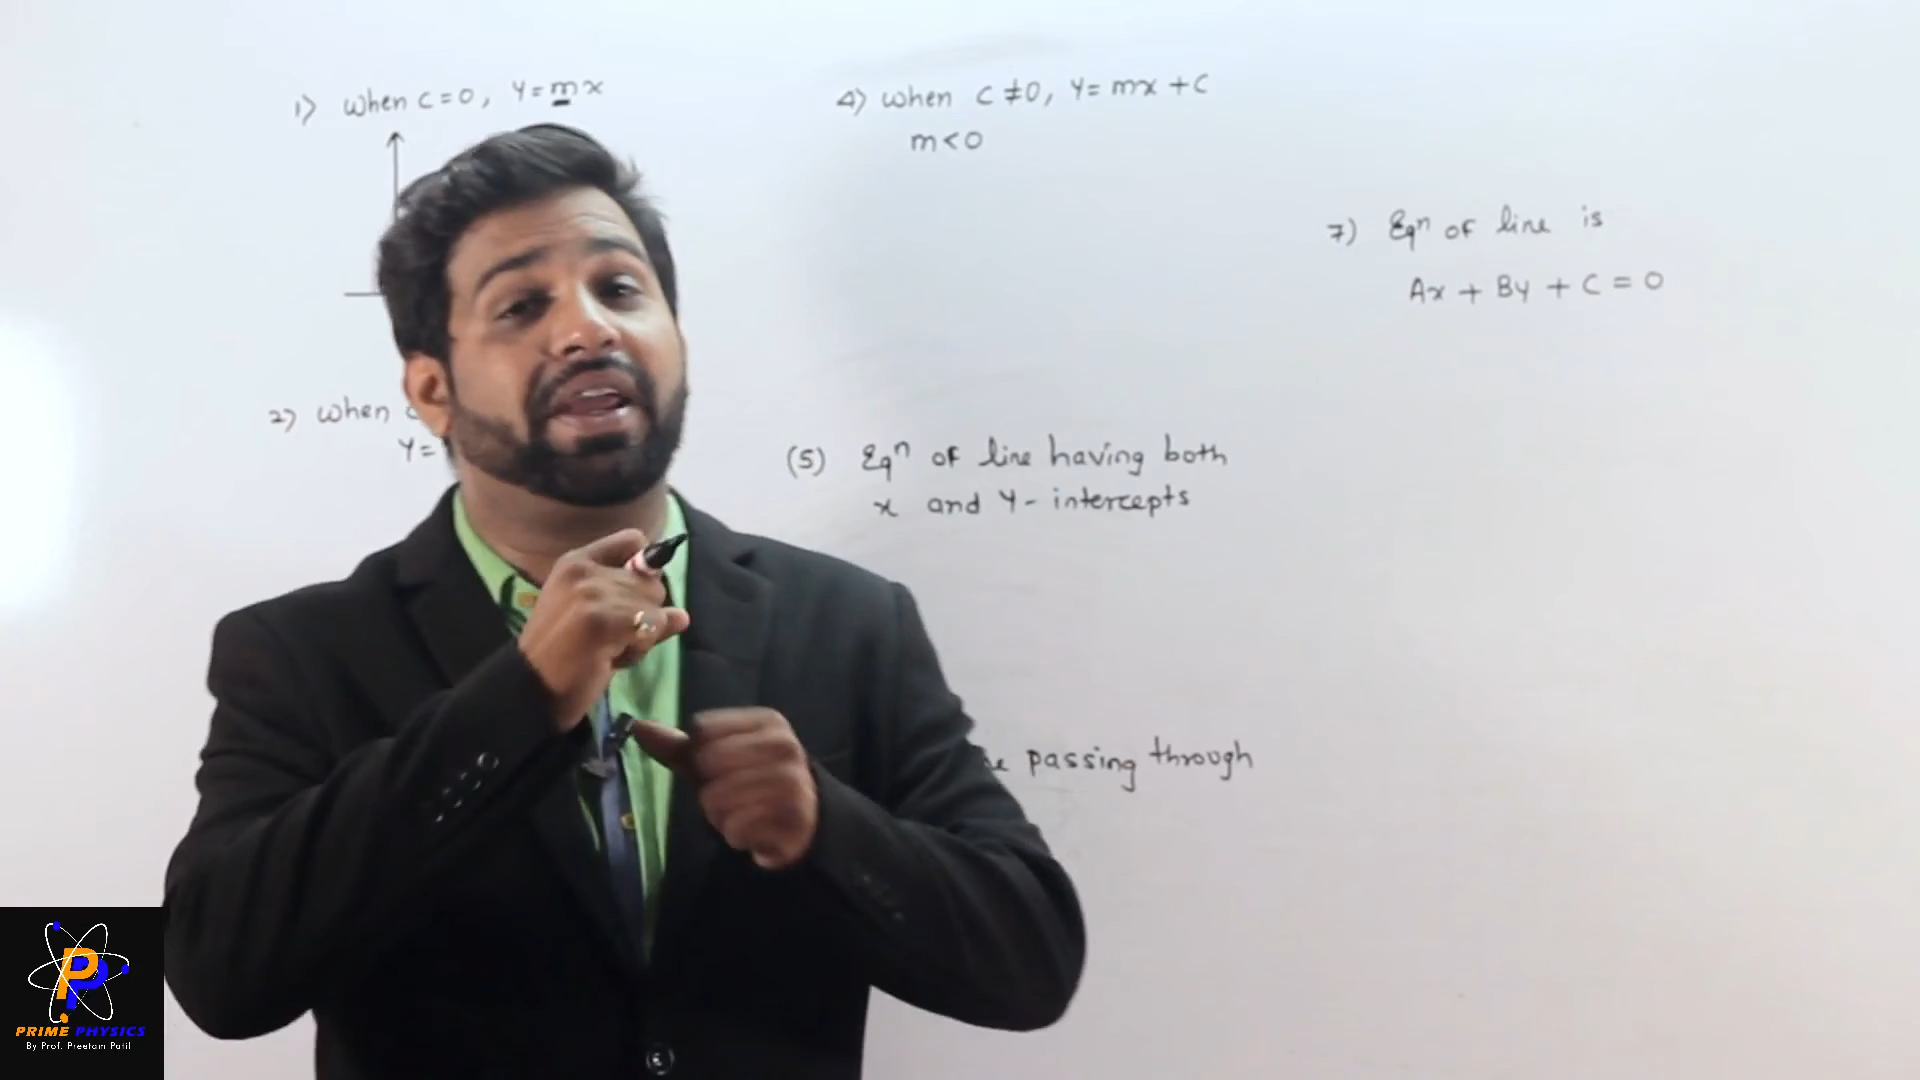 1) when c=0, Y=mx
2) when
Y=
4) when C≠0, Y=mx+C
m<0
(5) Eqⁿ of line having both
x and Y-intercepts
passing through
7) Eqⁿ of line is
Ax + By + C = 0
PRIME PHYSICS
By Prof. Preetam Patil